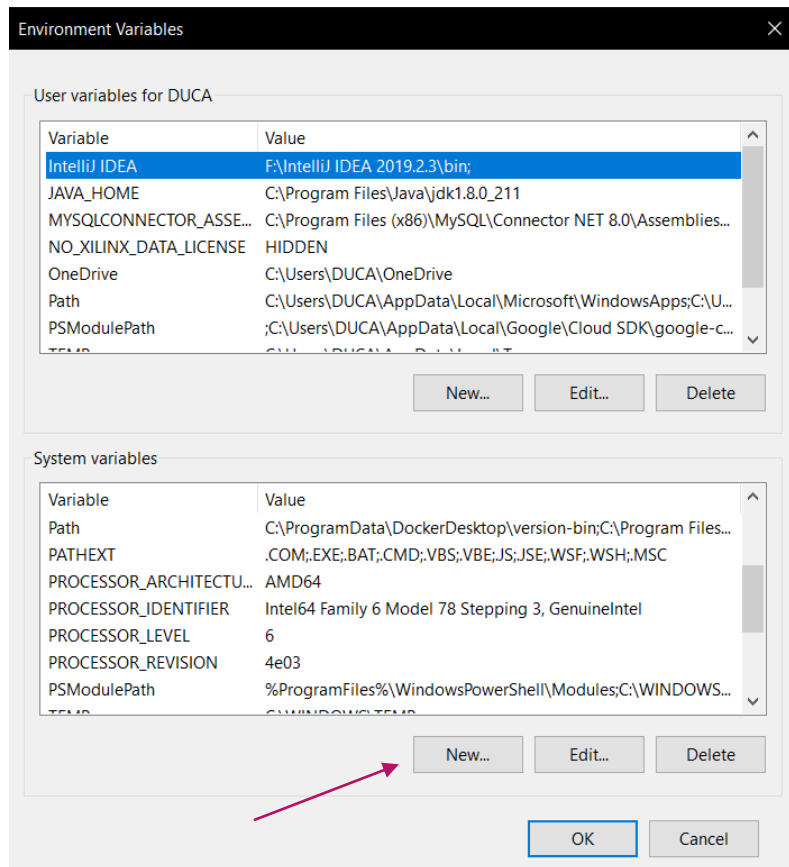 Environment Variables
User variables for DUCA
Variable Value
IntelliJ IDEA F:\IntelliJ IDEA 2019.2.3\bin;
JAVA_HOME C:\Program Files\Java\jdk1.8.0_211
MYSQLCONNECTOR_ASSE... C:\Program Files (x86)\MySQL\Connector NET 8.0\Assemblies...
NO_XILINX_DATA_LICENSE HIDDEN
OneDrive C:\Users\DUCA\OneDrive
Path C:\Users\DUCA\AppData\Local\Microsoft\WindowsApps;C:\U...
PSModulePath ;C:\Users\DUCA\AppData\Local\Google\Cloud SDK\google-c...
New... Edit... Delete
System variables
Variable Value
Path C:\ProgramData\DockerDesktop\version-bin;C:\Program Files...
PATHEXT .COM;.EXE;.BAT;.CMD;.VBS;.VBE;.JS;.JSE;.WSF;.WSH;.MSC
PROCESSOR_ARCHITECTU... AMD64
PROCESSOR_IDENTIFIER Intel64 Family 6 Model 78 Stepping 3, GenuineIntel
PROCESSOR_LEVEL 6
PROCESSOR_REVISION 4e03
PSModulePath %ProgramFiles%\WindowsPowerShell\Modules;C:\WINDOWS...
New... Edit... Delete
OK Cancel